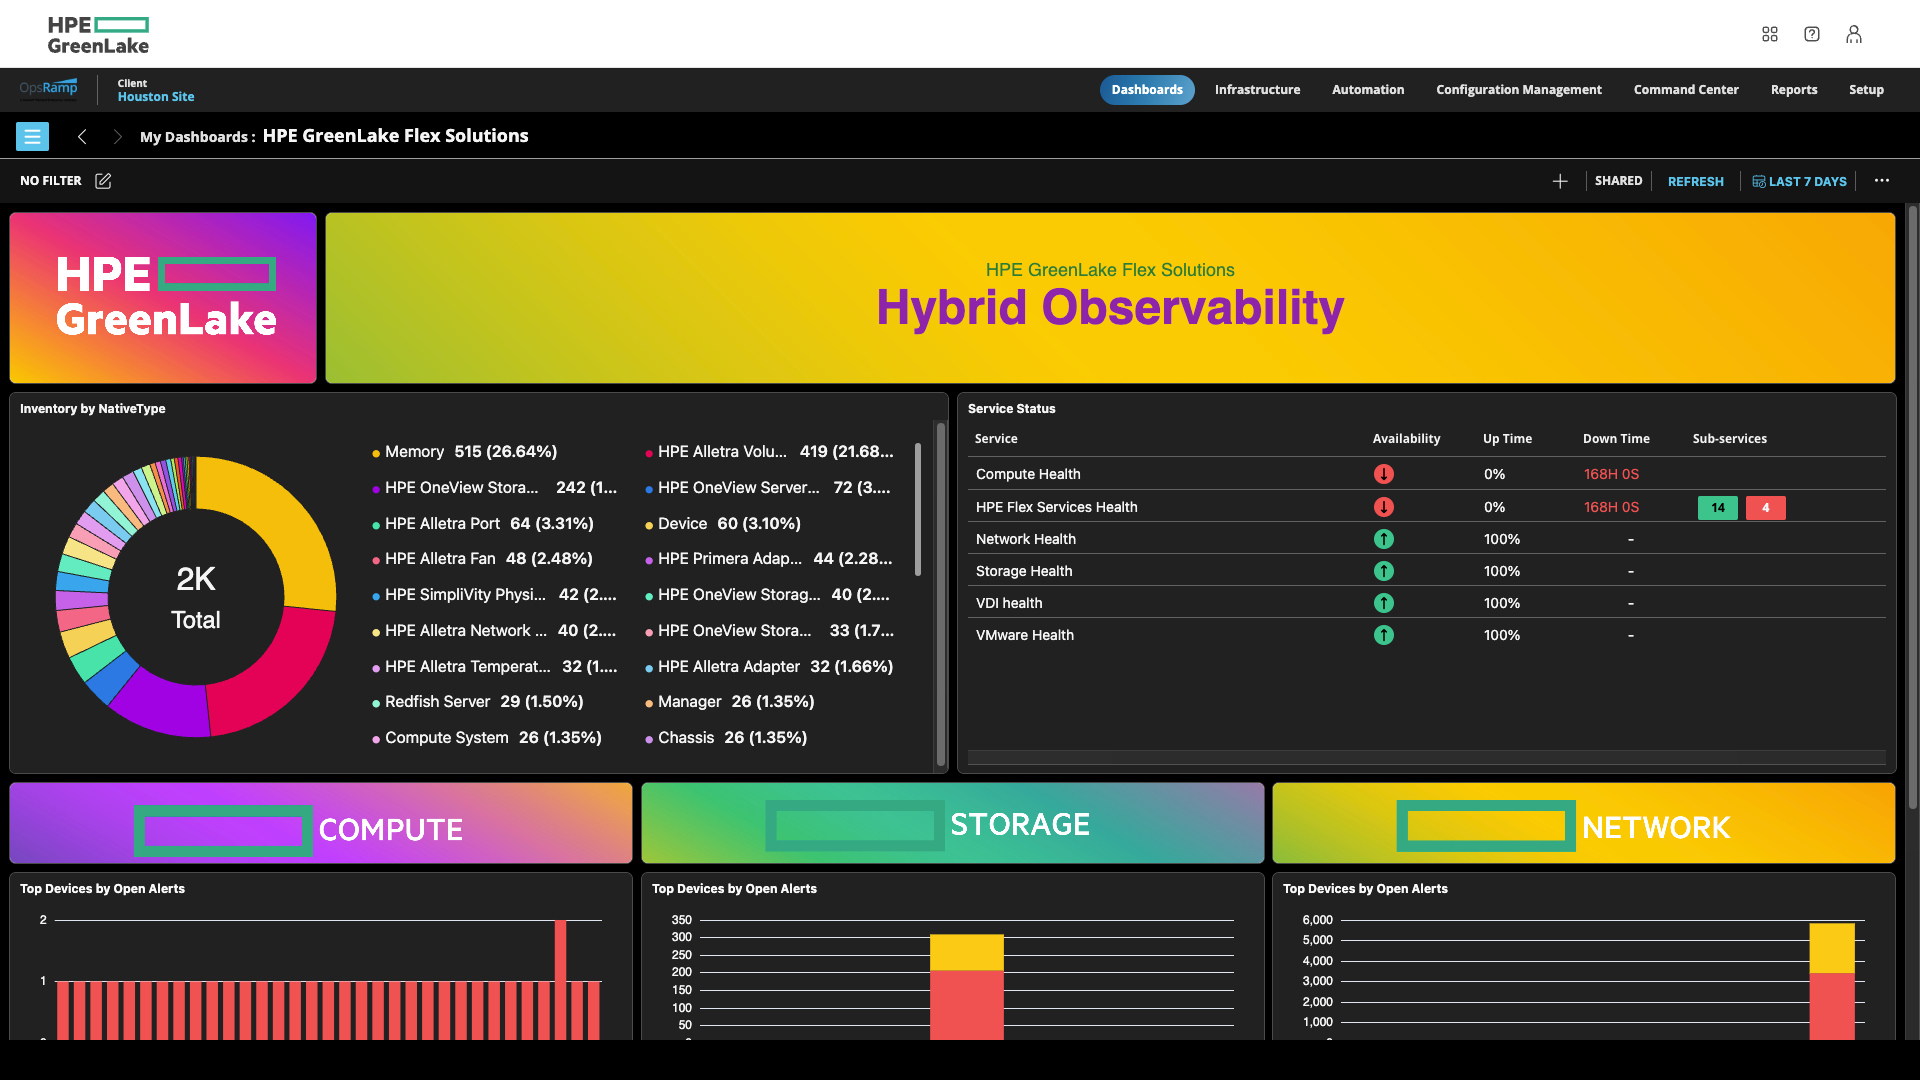 HPE
GreenLake
OpsRamp
Client
Houston Site
Dashboards
Infrastructure
Automation
Configuration Management
Command Center
Reports
Setup
My Dashboards : HPE GreenLake Flex Solutions
NO FILTER
SHARED
REFRESH
LAST 7 DAYS
HPE
GreenLake
HPE GreenLake Flex Solutions
Hybrid Observability
Inventory by NativeType
2K
Total
Memory 515 (26.64%)
HPE Alletra Volu... 419 (21.68...
HPE OneView Stora... 242 (1...
HPE OneView Server... 72 (3....
HPE Alletra Port 64 (3.31%)
Device 60 (3.10%)
HPE Alletra Fan 48 (2.48%)
HPE Primera Adap... 44 (2.28...
HPE SimpliVity Physi... 42 (2....
HPE OneView Storag... 40 (2....
HPE Alletra Network ... 40 (2....
HPE OneView Stora... 33 (1.7...
HPE Alletra Temperat... 32 (1....
HPE Alletra Adapter 32 (1.66%)
Redfish Server 29 (1.50%)
Manager 26 (1.35%)
Compute System 26 (1.35%)
Chassis 26 (1.35%)
Service Status
Service Availability Up Time Down Time Sub-services
Compute Health 0% 168H 0S
HPE Flex Services Health 0% 168H 0S 14 4
Network Health 100% -
Storage Health 100% -
VDI health 100% -
VMware Health 100% -
COMPUTE
STORAGE
NETWORK
Top Devices by Open Alerts
2
1
Top Devices by Open Alerts
350
300
250
200
150
100
50
Top Devices by Open Alerts
6,000
5,000
4,000
3,000
2,000
1,000